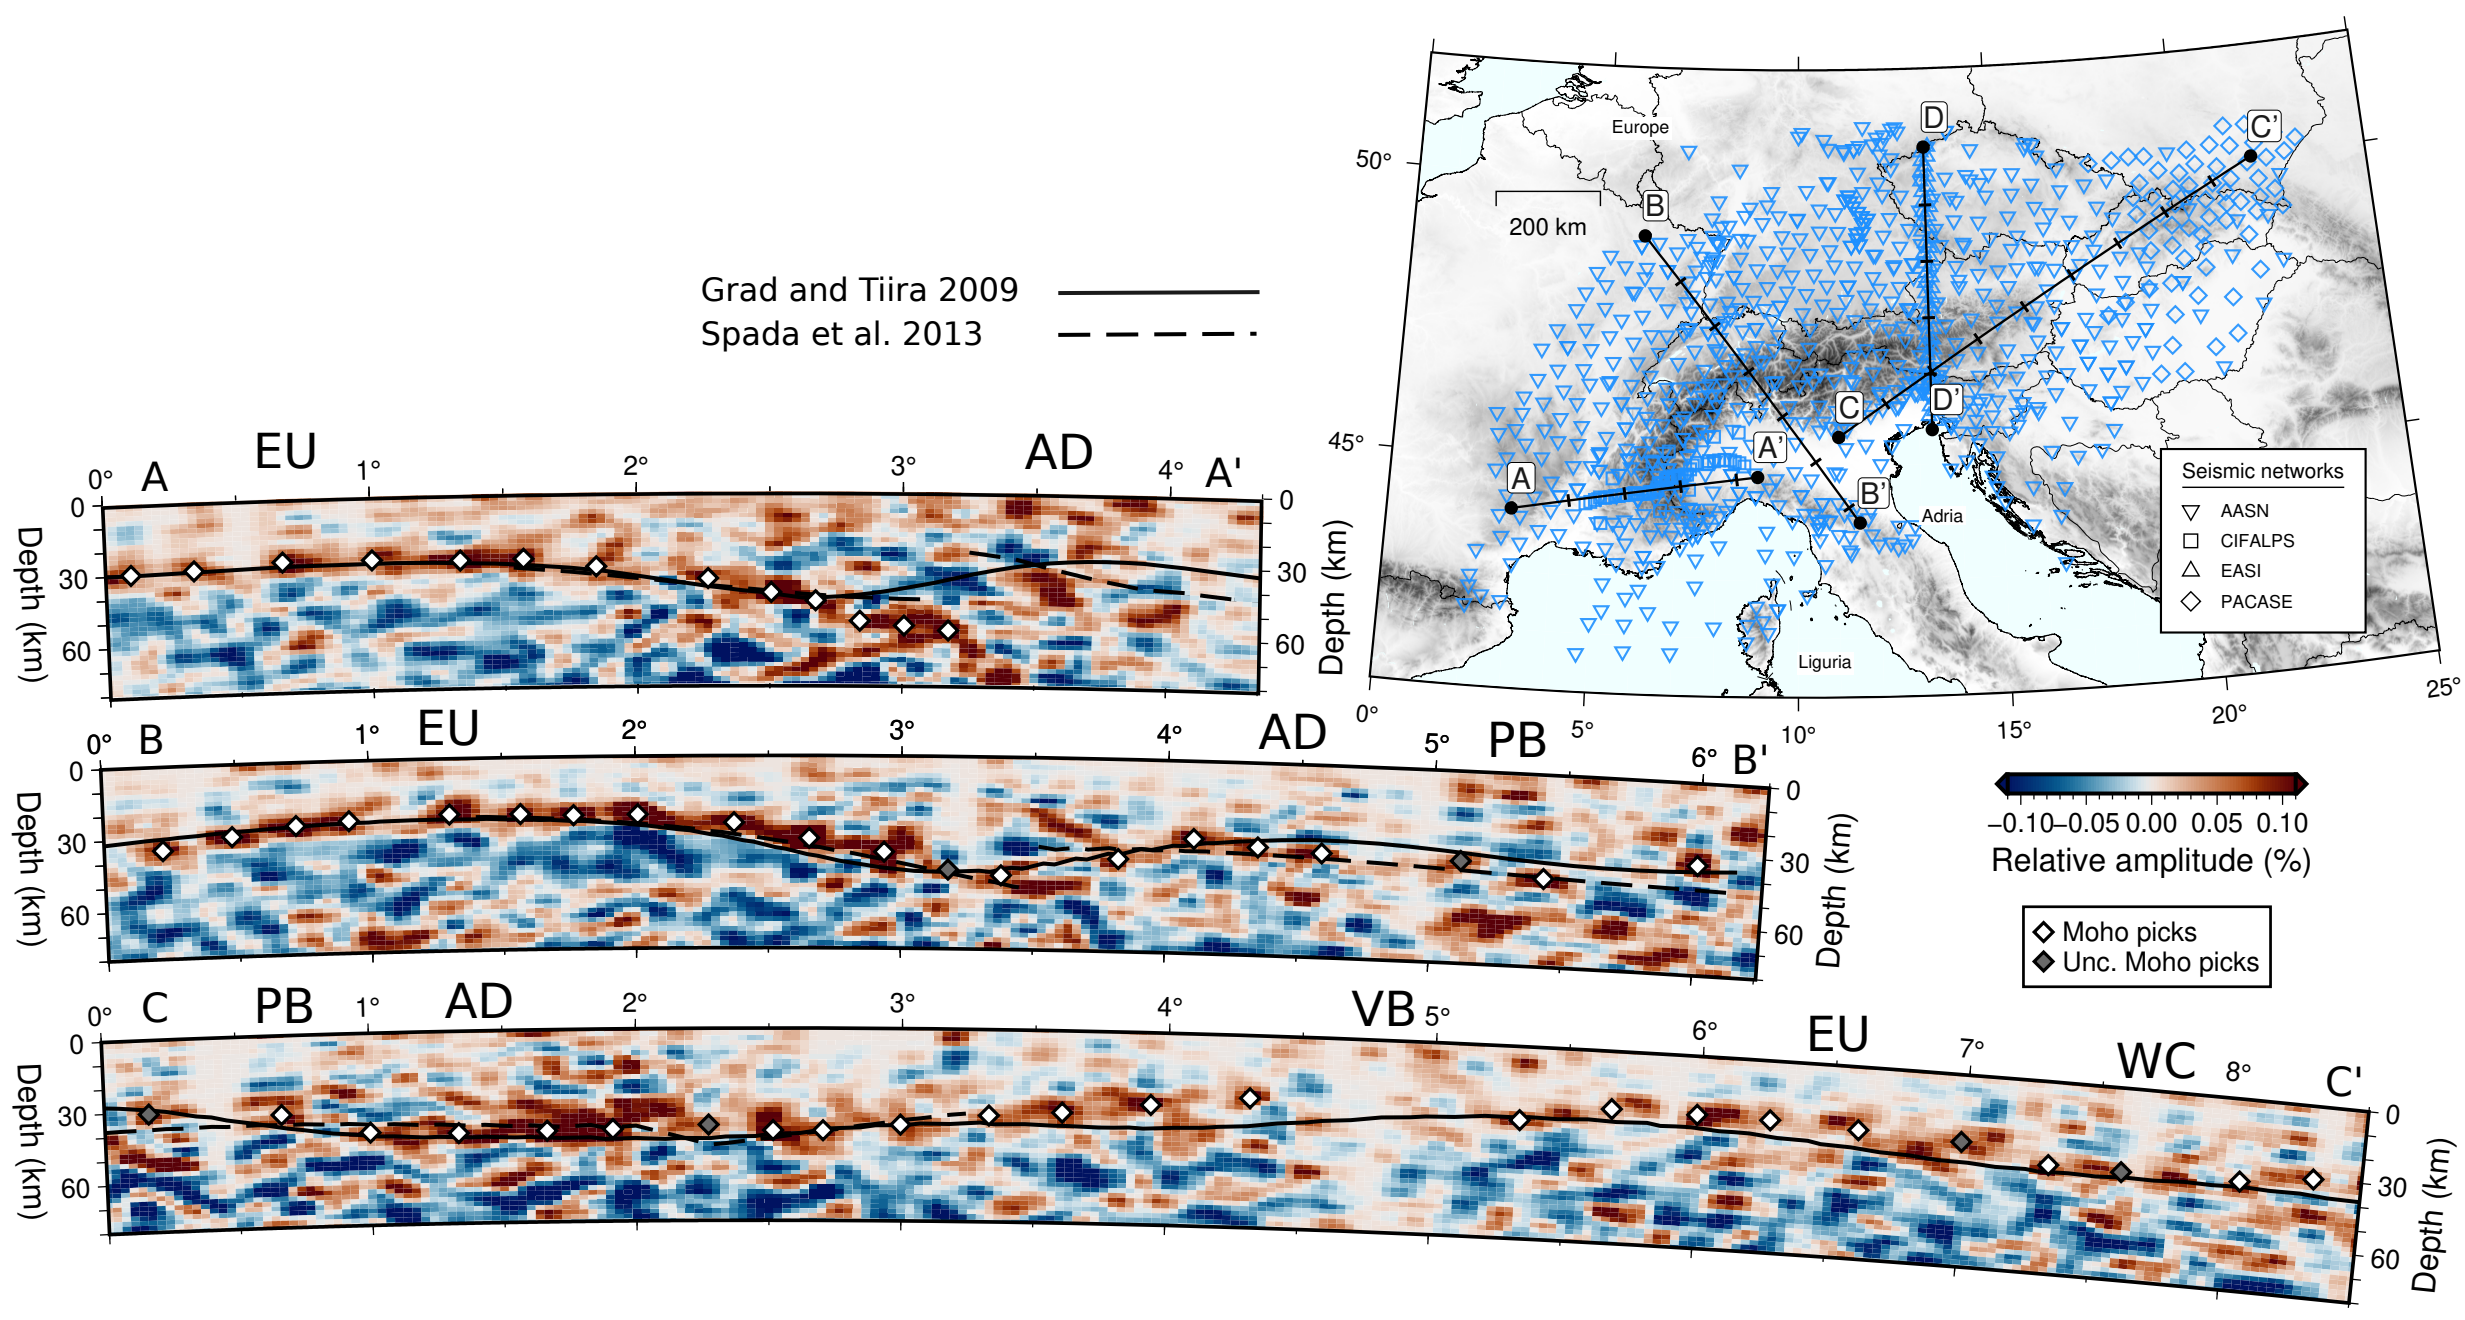 Grad and Tiira 2009
Spada et al. 2013
50°
45°
0°
5°
10°
15°
20°
25°
Europe
200 km
B
D
C'
A
A'
C
D'
B'
Adria
Liguria
Seismic networks
AASN
CIFALPS
EASI
PACASE
0° A EU 1° 2° 3° AD 4° A'
0
30
60
Depth (km)
0
30
60
Depth (km)
0° B 1° EU 2° 3° 4° AD 5° PB 6° B'
0
30
60
Depth (km)
0
30
60
Depth (km)
−0.10 −0.05 0.00 0.05 0.10
Relative amplitude (%)
Moho picks
Unc. Moho picks
0° C PB 1° AD 2° 3° 4° VB 5° 6° EU 7° WC 8° C'
0
30
60
Depth (km)
0
30
60
Depth (km)